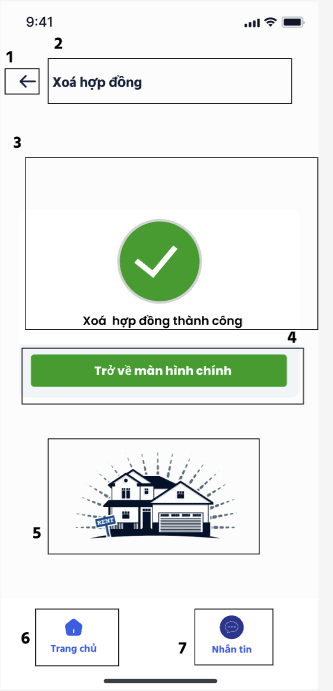 9:41
1
2
Xoá hợp đồng
3
Xoá hợp đồng thành công
4
Trở về màn hình chính
RENT
5
6
Trang chủ
7
Nhắn tin